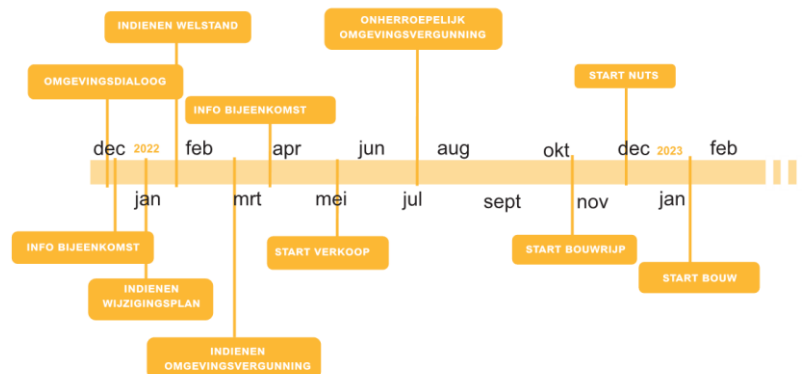 INDIENEN WELSTAND
ONHERROEPELIJK
OMGEVINGSVERGUNNING
OMGEVINGSDIALOOG
START NUTS
INFO BIJEENKOMST
dec 2022 feb apr jun aug okt dec 2023 feb
jan mrt mei jul sept nov jan
INFO BIJEENKOMST
START VERKOOP
START BOUWRIJP
START BOUW
INDIENEN
WIJZIGINGSPLAN
INDIENEN
OMGEVINGSVERGUNNING